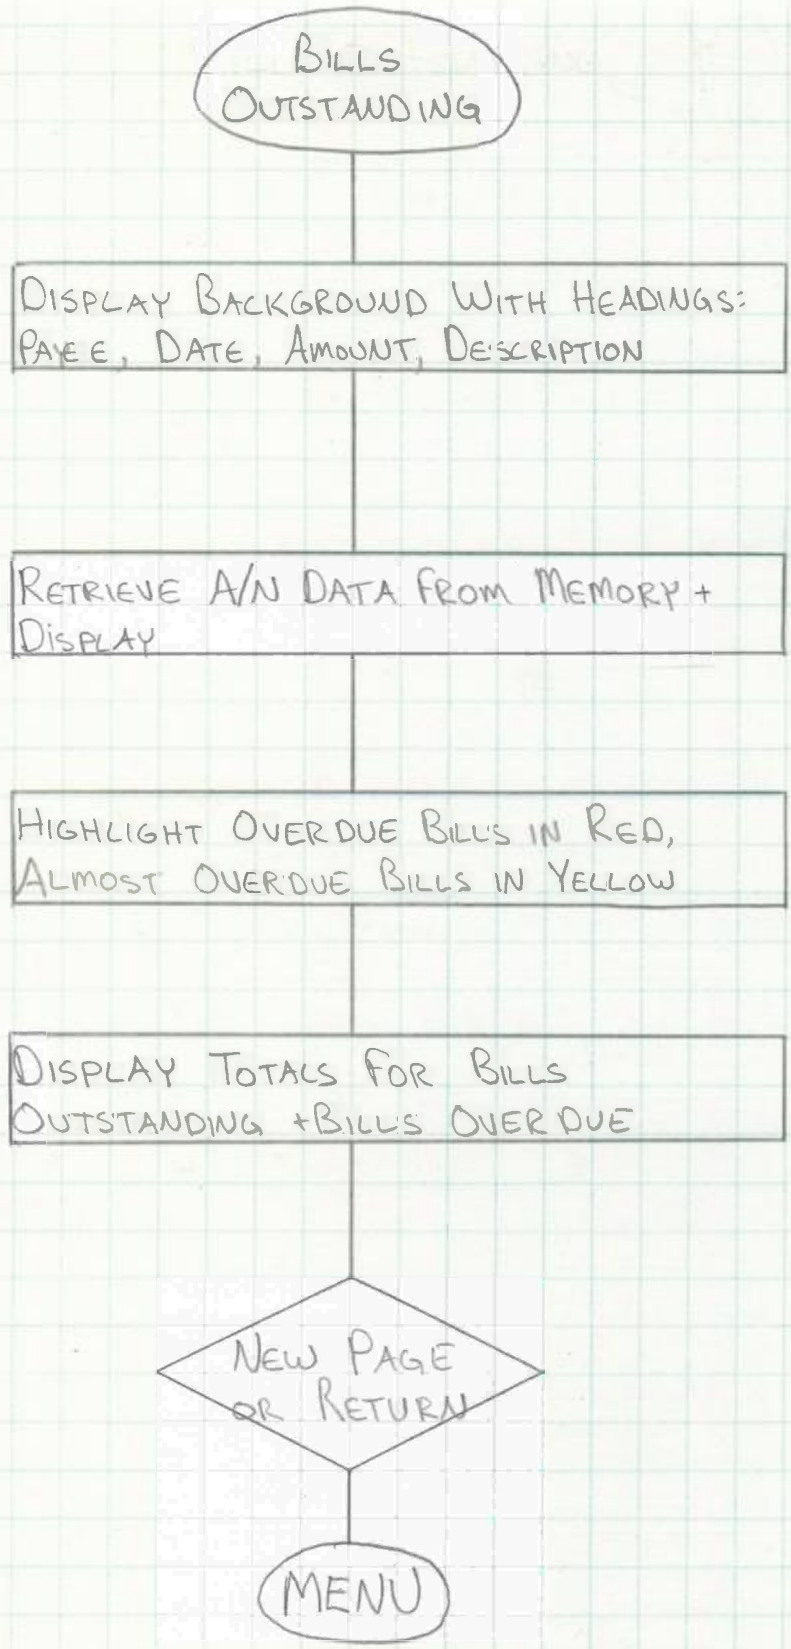 BILLS
OUTSTANDING
DISPLAY BACKGROUND WITH HEADINGS:
PAYEE, DATE, AMOUNT, DESCRIPTION
RETRIEVE A/N DATA FROM MEMORY +
DISPLAY
HIGHLIGHT OVERDUE BILLS IN RED,
ALMOST OVERDUE BILLS IN YELLOW
DISPLAY TOTALS FOR BILLS
OUTSTANDING + BILLS OVERDUE
NEW PAGE
OR RETURN
MENU